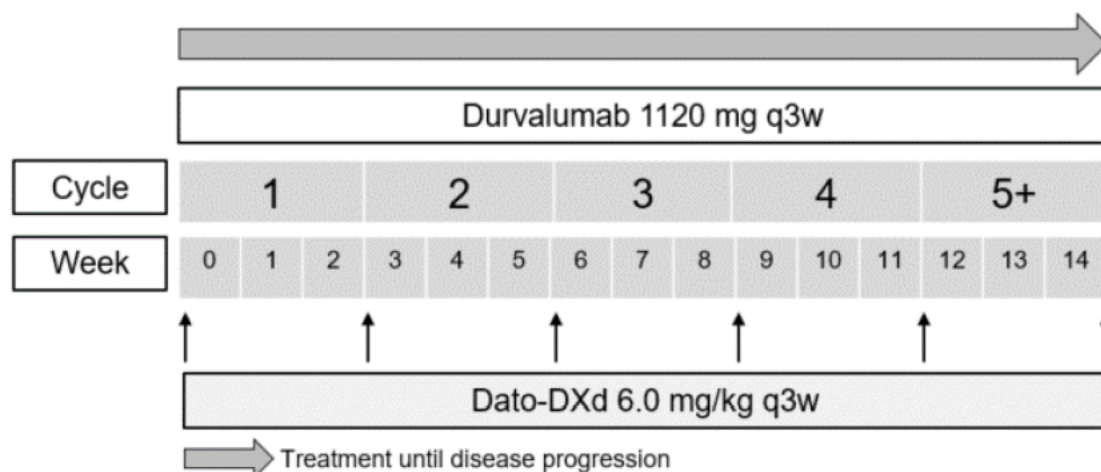 Durvalumab 1120 mg q3w
Cycle 1 2 3 4 5+
Week 0 1 2 3 4 5 6 7 8 9 10 11 12 13 14
Dato-DXd 6.0 mg/kg q3w
Treatment until disease progression